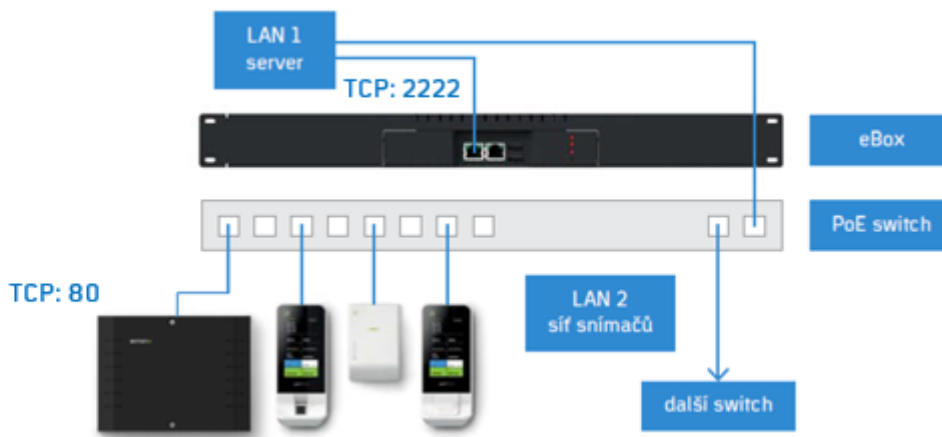 LAN 1
server
TCP: 2222
eBox
PoE switch
TCP: 80
LAN 2
síť snímačů
další switch